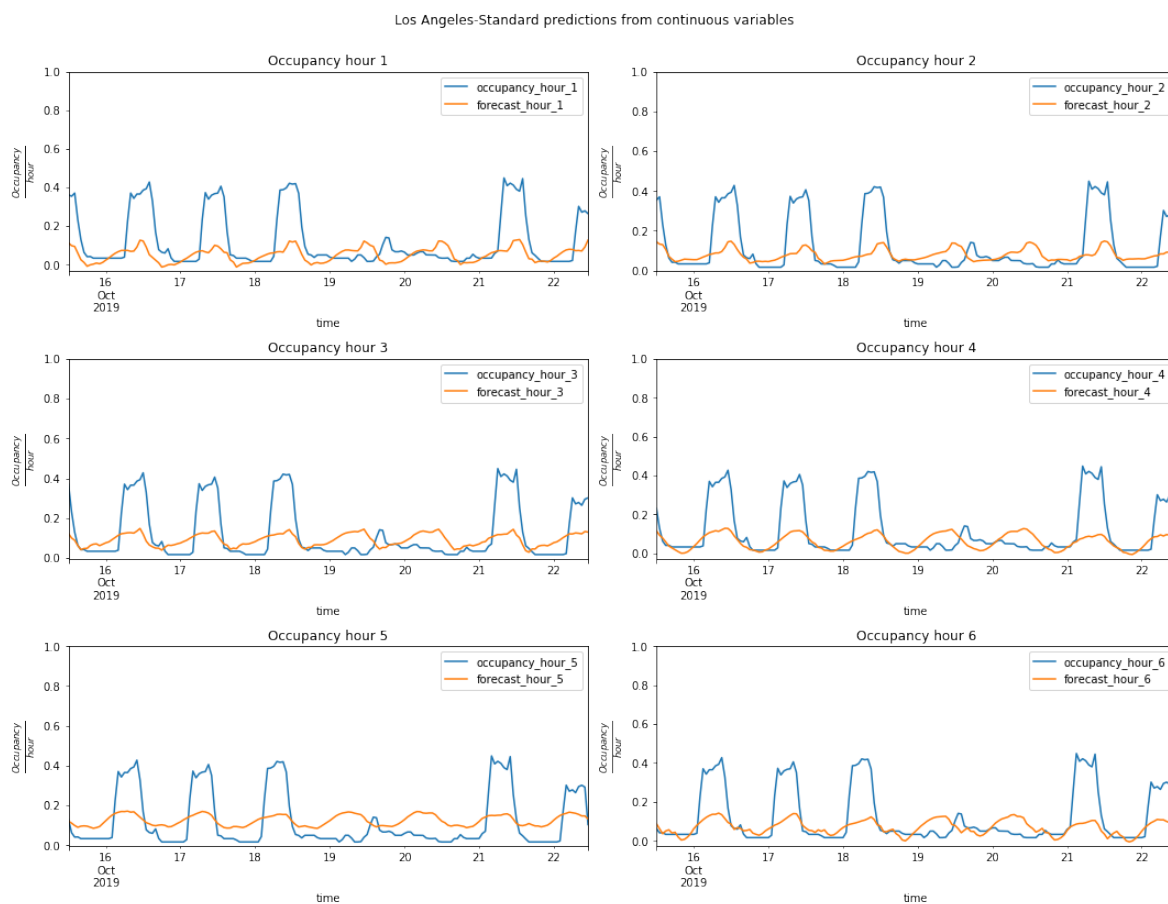 Los Angeles-Standard predictions from continuous variables
Occupancy hour 1
1.0
0.8
0.6
0.4
0.2
0.0
Occupancy
hour
occupancy_hour_1
forecast_hour_1
16
17
18
19
20
21
22
Oct
2019
time
Occupancy hour 2
1.0
0.8
0.6
0.4
0.2
0.0
Occupancy
hour
occupancy_hour_2
forecast_hour_2
16
17
18
19
20
21
22
Oct
2019
time
Occupancy hour 3
1.0
0.8
0.6
0.4
0.2
0.0
Occupancy
hour
occupancy_hour_3
forecast_hour_3
16
17
18
19
20
21
22
Oct
2019
time
Occupancy hour 4
1.0
0.8
0.6
0.4
0.2
0.0
Occupancy
hour
occupancy_hour_4
forecast_hour_4
16
17
18
19
20
21
22
Oct
2019
time
Occupancy hour 5
1.0
0.8
0.6
0.4
0.2
0.0
Occupancy
hour
occupancy_hour_5
forecast_hour_5
16
17
18
19
20
21
22
Oct
2019
time
Occupancy hour 6
1.0
0.8
0.6
0.4
0.2
0.0
Occupancy
hour
occupancy_hour_6
forecast_hour_6
16
17
18
19
20
21
22
Oct
2019
time